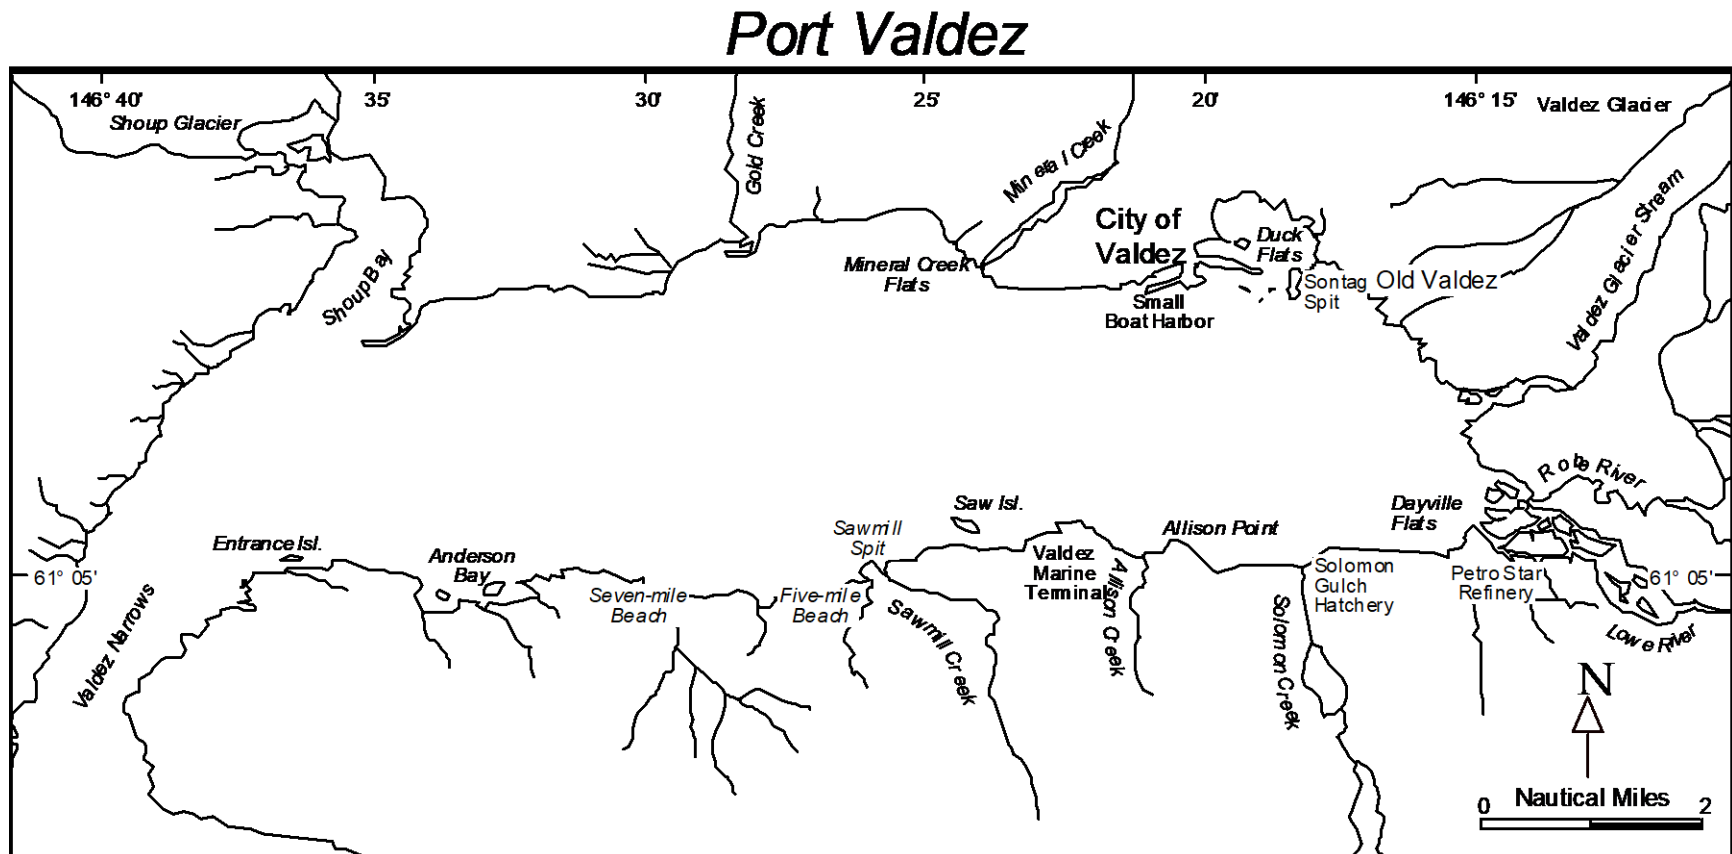 Port Valdez
146° 40'
35'
30'
25'
20'
146° 15'
Valdez Glacier
Shoup Glacier
Gold Creek
Mineral Creek
City of
Valdez
Duck
Flats
Valdez Glacier Stream
Shoup Bay
Mineral Creek
Flats
Sontag
Spit
Old Valdez
Small
Boat Harbor
Robe River
Saw Isl.
Dayville
Flats
Sawmill
Spit
Allison Point
Entrance Isl.
Anderson
Bay
Valdez
Marine
Terminal
61° 05'
Seven-mile
Beach
Five-mile
Beach
Allison Creek
Solomon
Gulch
Hatchery
Petro Star
Refinery
61° 05'
Valdez Narrows
Sawmill Creek
Solomon Creek
Lowe River
N
0 Nautical Miles 2